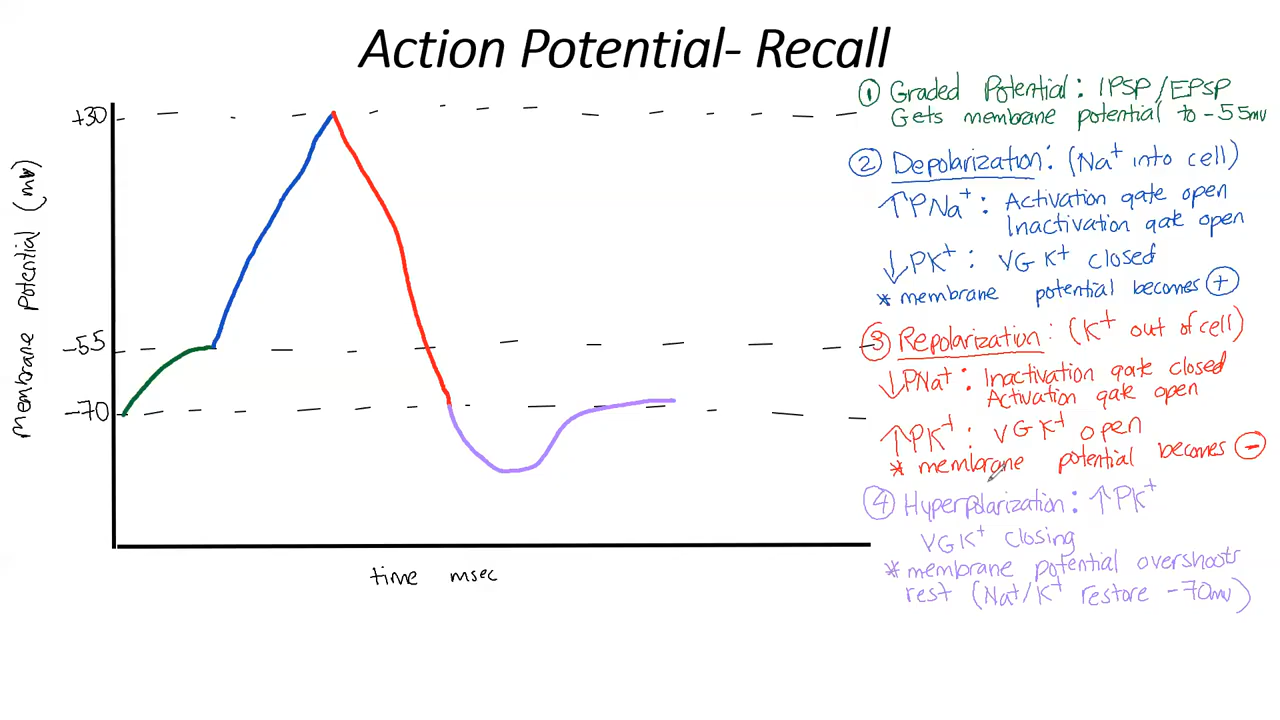 Action Potential- Recall
+30
-55
-70
Membrane Potential (mv)
time msec
① Graded Potential: IPSP/EPSP
Gets membrane potential to -55mv
② Depolarization: (Na+ into cell)
↑PNa+: Activation gate open
Inactivation gate open
↓PK+: VG K+ closed
* membrane potential becomes ⊕
③ Repolarization: (K+ out of cell)
↓PNa+: Inactivation gate closed
Activation gate open
↑PK+: VG K+ open
* membrane potential becomes ⊖
④ Hyperpolarization: ↑PK+
VGK+ closing
* membrane potential overshoots
rest (Na+/K+ restore -70mv)